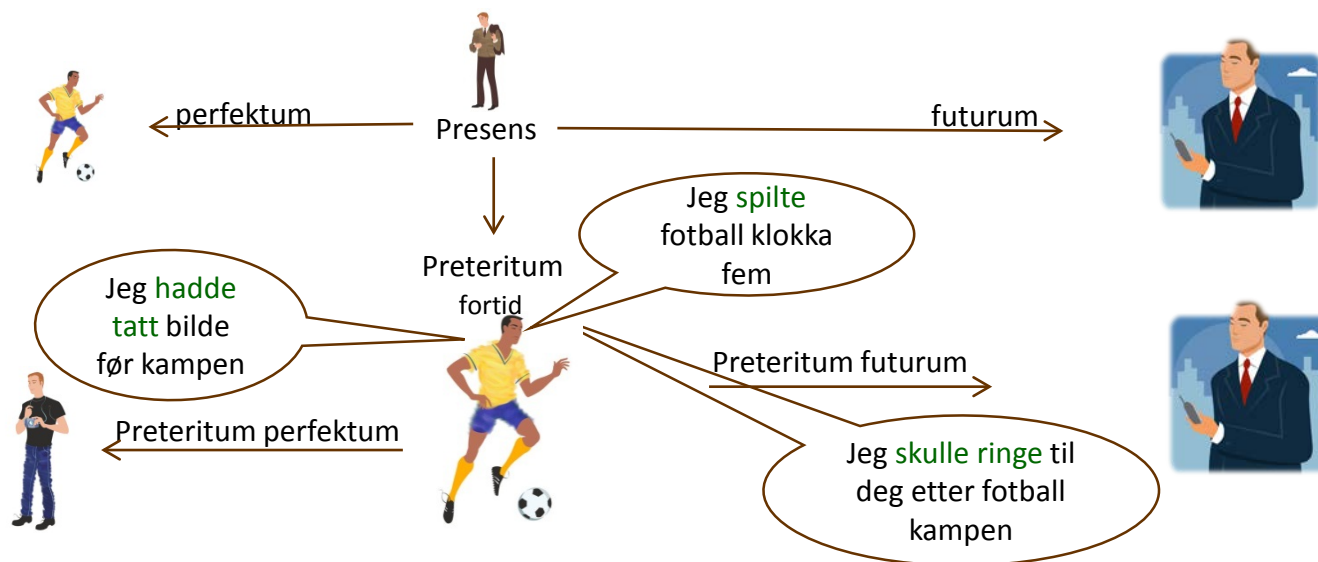 perfektum
Presens
futurum
Jeg spilte
fotball klokka
fem
Preteritum
fortid
Jeg hadde
tatt bilde
før kampen
Preteritum futurum
Preteritum perfektum
Jeg skulle ringe til
deg etter fotball
kampen